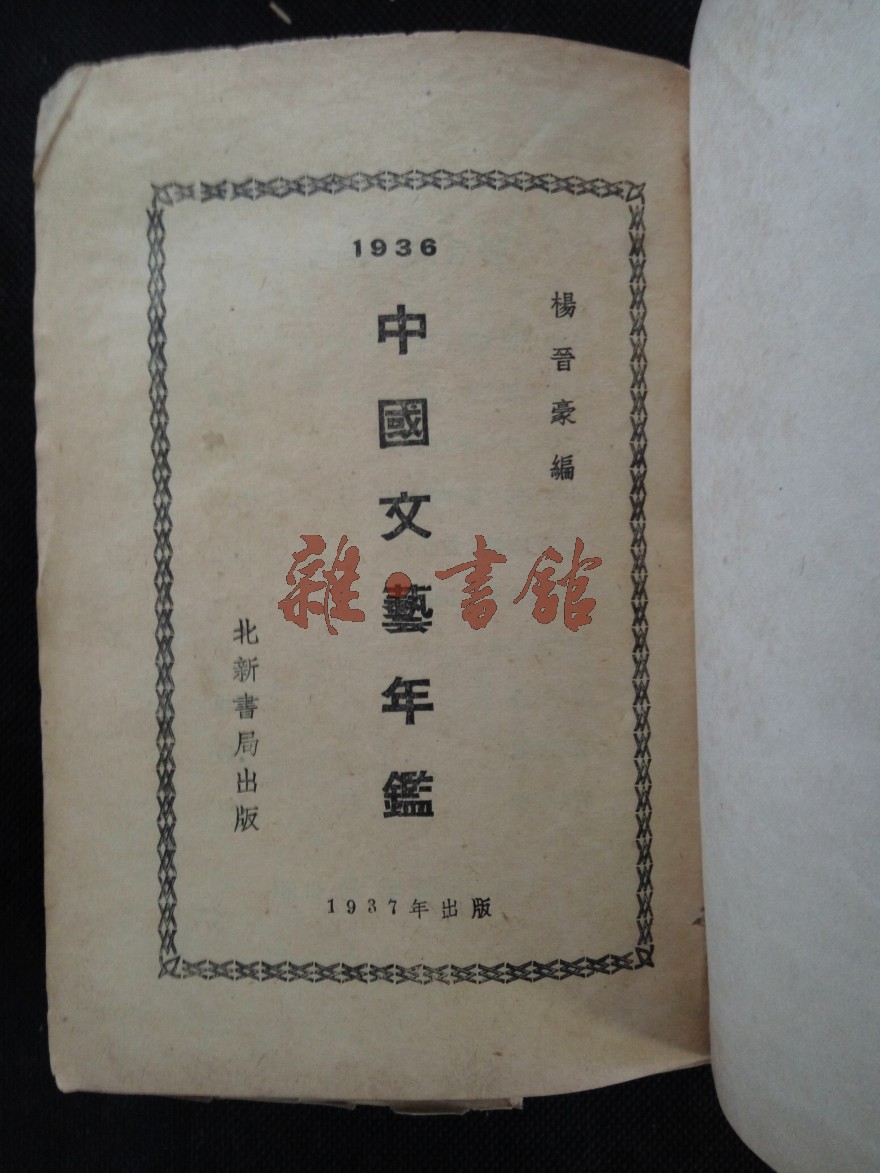 1936
楊晉豪編
中國文藝年鑑
北新書局出版
1937年出版
雜·書館